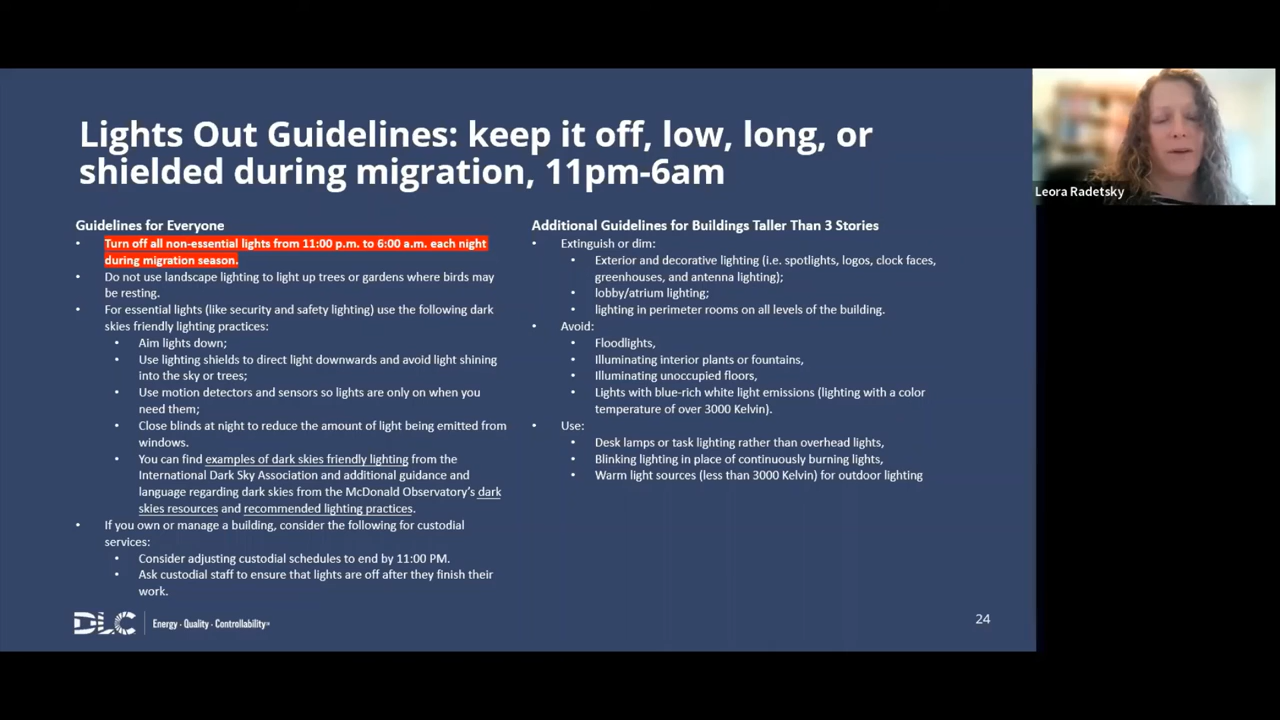 Lights Out Guidelines: keep it off, low, long, or
shielded during migration, 11pm-6am
Leora Radetsky
Guidelines for Everyone
• Turn off all non-essential lights from 11:00 p.m. to 6:00 a.m. each night
during migration season.
• Do not use landscape lighting to light up trees or gardens where birds may
be resting.
• For essential lights (like security and safety lighting) use the following dark
skies friendly lighting practices:
• Aim lights down;
• Use lighting shields to direct light downwards and avoid light shining
into the sky or trees;
• Use motion detectors and sensors so lights are only on when you
need them;
• Close blinds at night to reduce the amount of light being emitted from
windows.
• You can find examples of dark skies friendly lighting from the
International Dark Sky Association and additional guidance and
language regarding dark skies from the McDonald Observatory's dark
skies resources and recommended lighting practices.
• If you own or manage a building, consider the following for custodial
services:
• Consider adjusting custodial schedules to end by 11:00 PM.
• Ask custodial staff to ensure that lights are off after they finish their
work.
Additional Guidelines for Buildings Taller Than 3 Stories
• Extinguish or dim:
• Exterior and decorative lighting (i.e. spotlights, logos, clock faces,
greenhouses, and antenna lighting);
• lobby/atrium lighting;
• lighting in perimeter rooms on all levels of the building.
• Avoid:
• Floodlights,
• Illuminating interior plants or fountains,
• Illuminating unoccupied floors,
• Lights with blue-rich white light emissions (lighting with a color
temperature of over 3000 Kelvin).
• Use:
• Desk lamps or task lighting rather than overhead lights,
• Blinking lighting in place of continuously burning lights,
• Warm light sources (less than 3000 Kelvin) for outdoor lighting
DLC Energy · Quality · Controllability
24